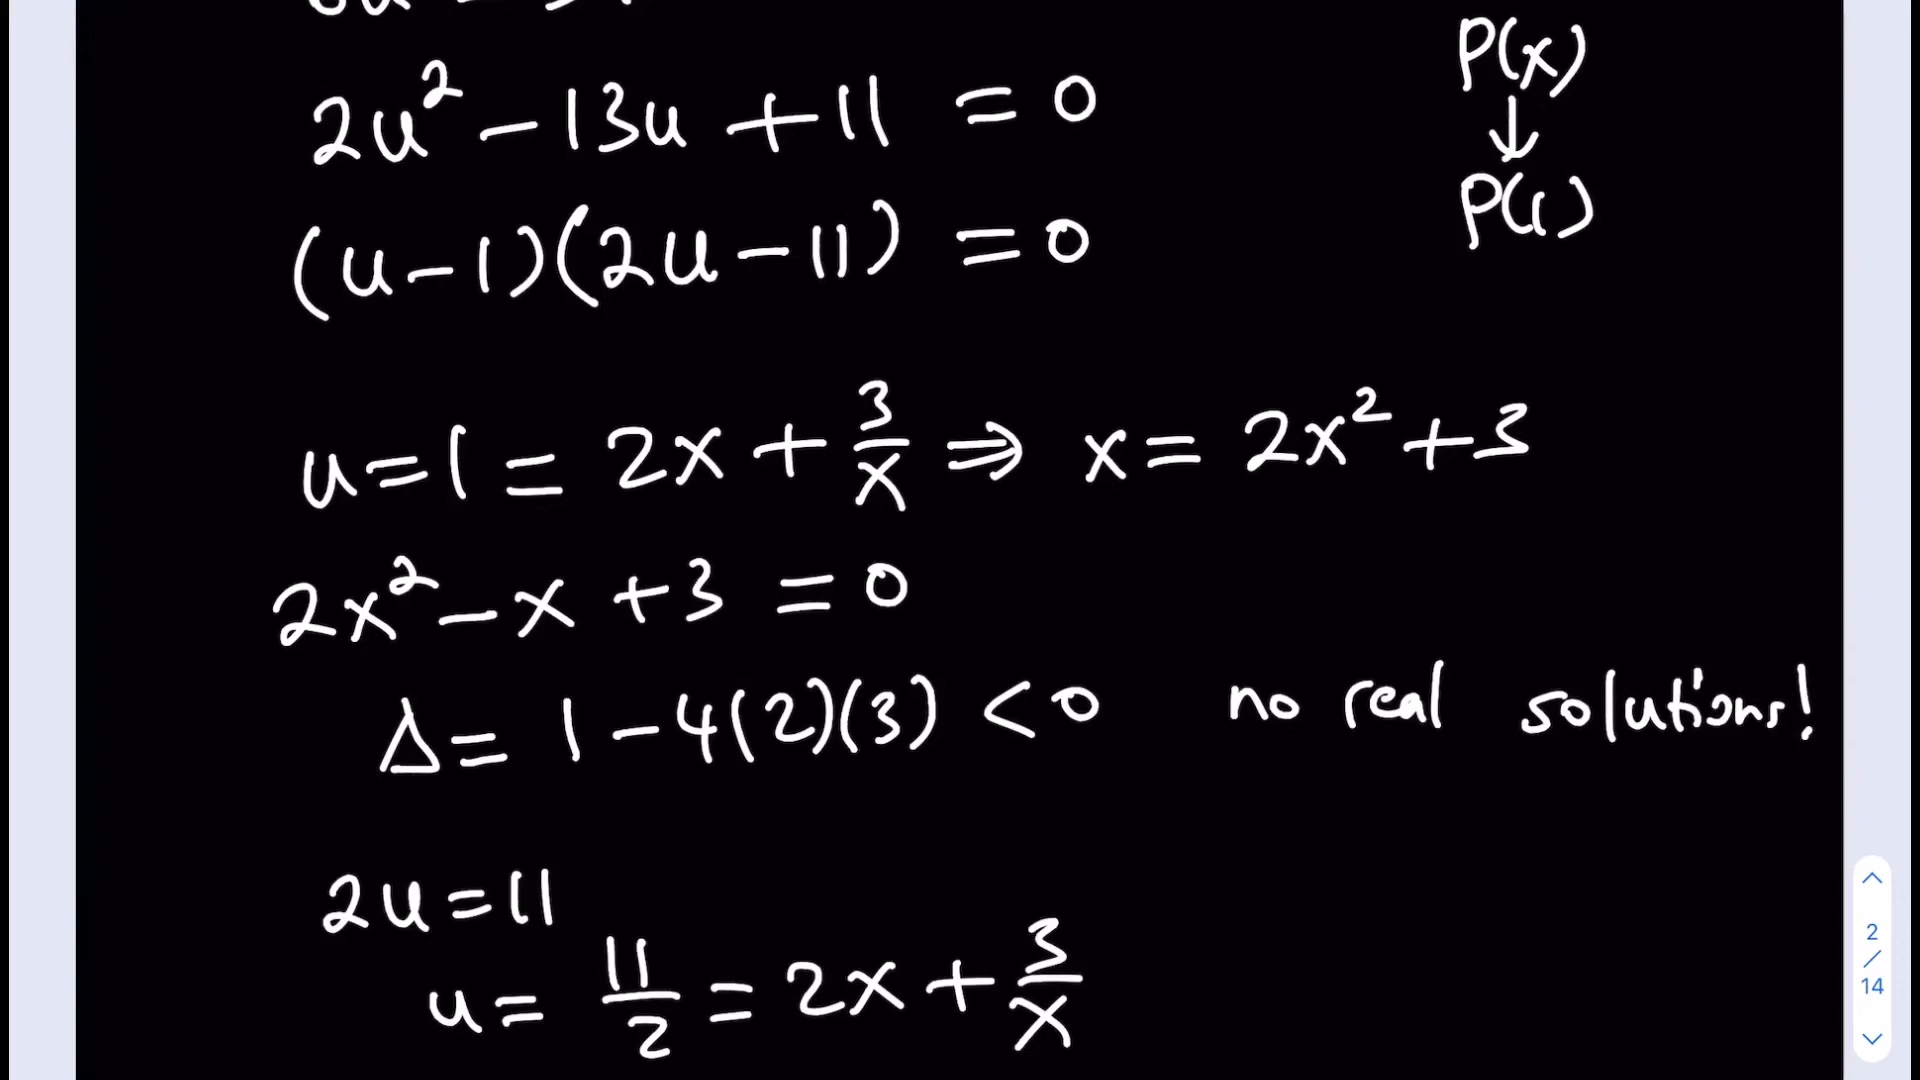 2u² - 13u + 11 = 0
(u-1)(2u-11) = 0
P(x)
↓
P(1)
u = 1 = 2x + 3/x ⇒ x = 2x² + 3
2x² - x + 3 = 0
Δ = 1 - 4(2)(3) < 0 no real solutions!
2u = 11
u = 11/2 = 2x + 3/x
2
/
14